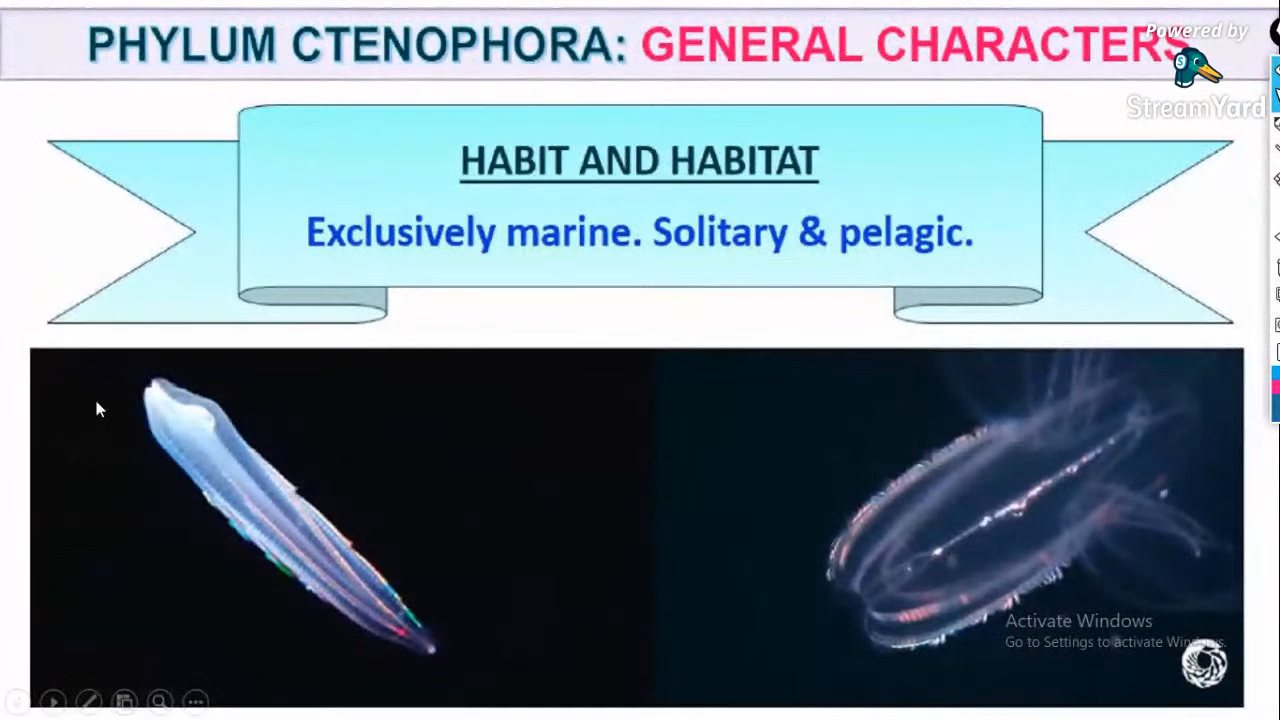 PHYLUM CTENOPHORA: GENERAL CHARACTERS
Powered by
StreamYard
HABIT AND HABITAT
Exclusively marine. Solitary & pelagic.
Activate Windows
Go to Settings to activate Windows.